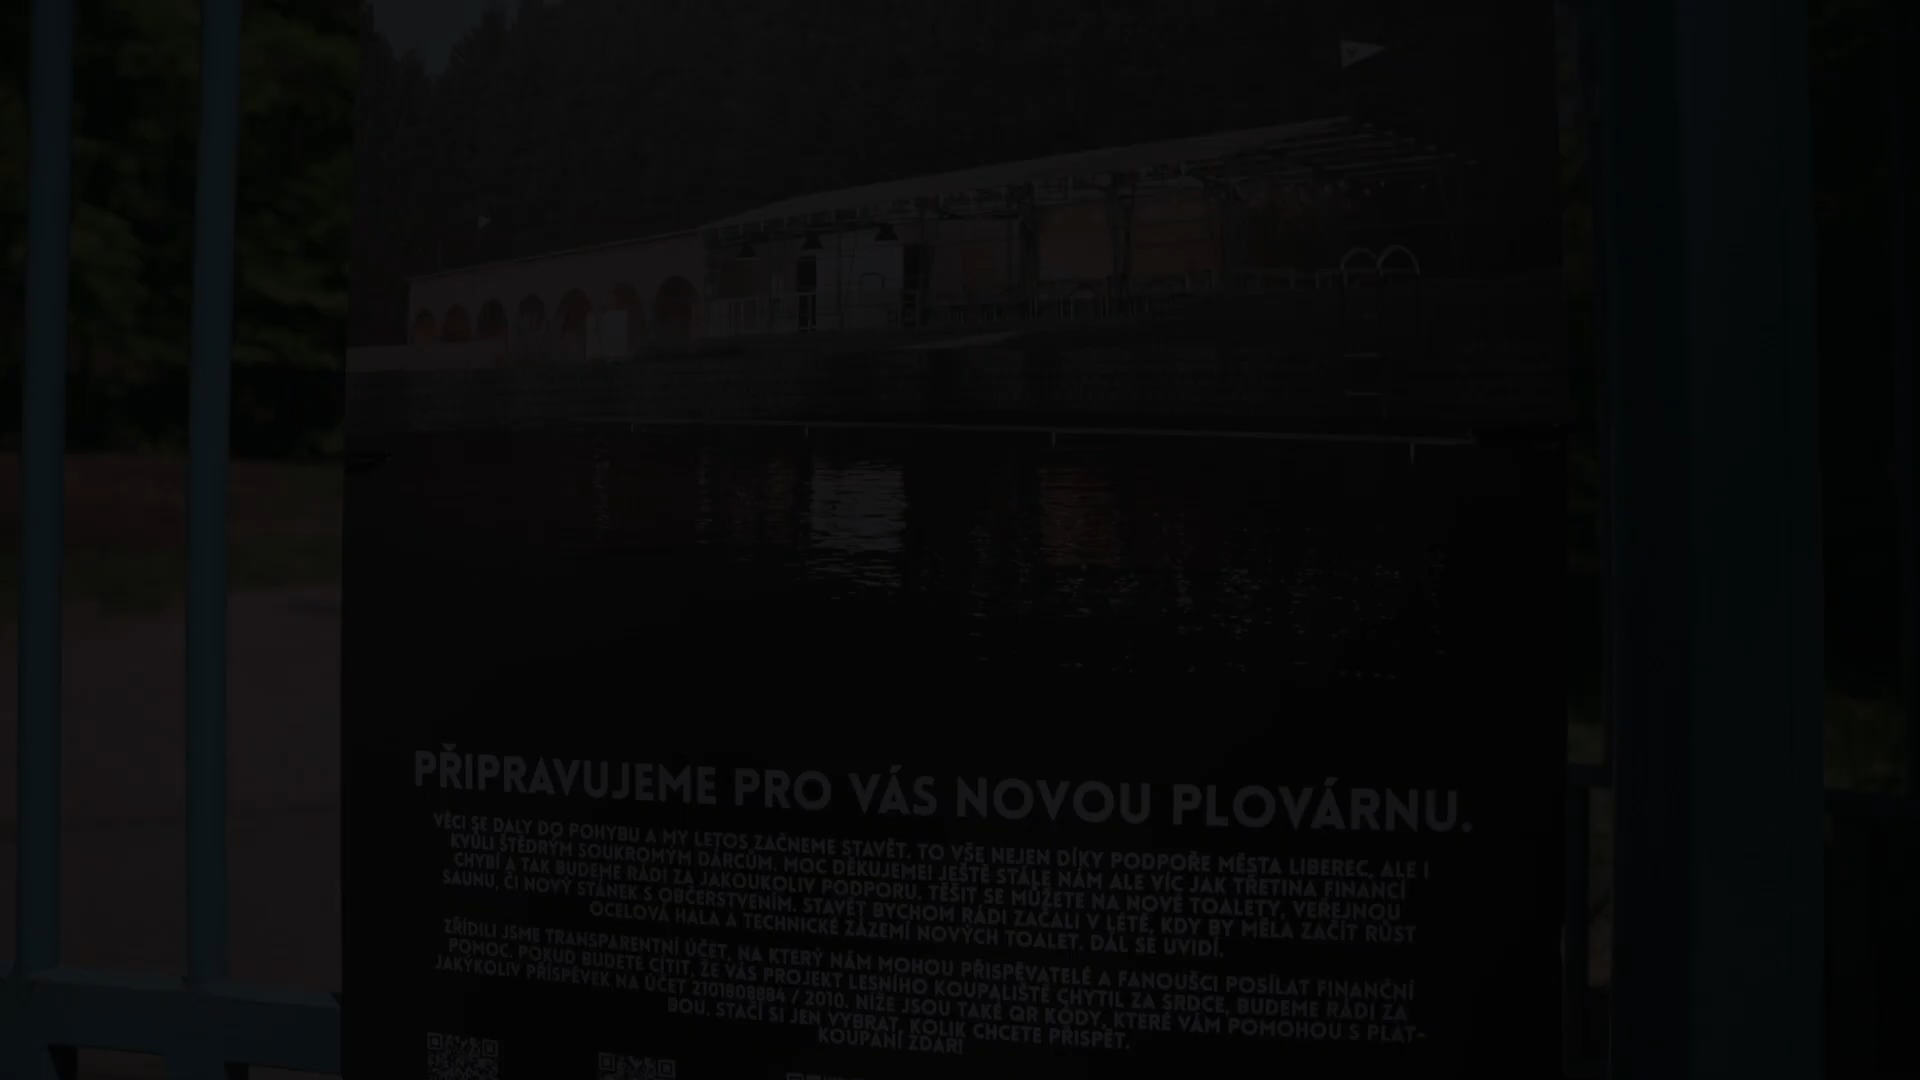 PŘIPRAVUJEME PRO VÁS NOVOU PLOVÁRNU.
VĚCI SE DALY DO POHYBU A MY LETOS ZAČNEME STAVĚT. TO VŠE NEJEN DÍKY PODPOŘE MĚSTA LIBEREC, ALE I
KVŮLI ŠTĚDRÝM SOUKROMÝM DÁRCŮM. MOC DĚKUJEME! JEŠTĚ STÁLE NÁM ALE VÍC JAK TŘETINA FINANCÍ
CHYBÍ A TAK BUDEME RÁDI ZA JAKOUKOLIV PODPORU. TĚŠIT SE MŮŽETE NA NOVÉ TOALETY, VEŘEJNOU
SAUNU, ČI NOVÝ STÁNEK S OBČERSTVENÍM. STAVĚT BYCHOM RÁDI ZAČALI V LÉTĚ, KDY BY MĚLA ZAČÍT RŮST
OCELOVÁ HALA A TECHNICKÉ ZÁZEMÍ NOVÝCH TOALET. DÁL SE UVIDÍ.
ZŘÍDILI JSME TRANSPARENTNÍ ÚČET, NA KTERÝ NÁM MOHOU PŘISPĚVATELÉ A FANOUŠCI POSÍLAT FINANČNÍ
POMOC. POKUD BUDETE CÍTIT, ŽE VÁS PROJEKT LESNÍHO KOUPALIŠTĚ CHYTIL ZA SRDCE, BUDEME RÁDI ZA
JAKÝKOLIV PŘÍSPĚVEK NA ÚČET 2101808884 / 2010. NÍŽE JSOU TAKÉ QR KÓDY, KTERÉ VÁM POMOHOU S PLAT-
BOU. STAČÍ SI JEN VYBRAT, KOLIK CHCETE PŘISPĚT.
KOUPÁNÍ ZDAR!